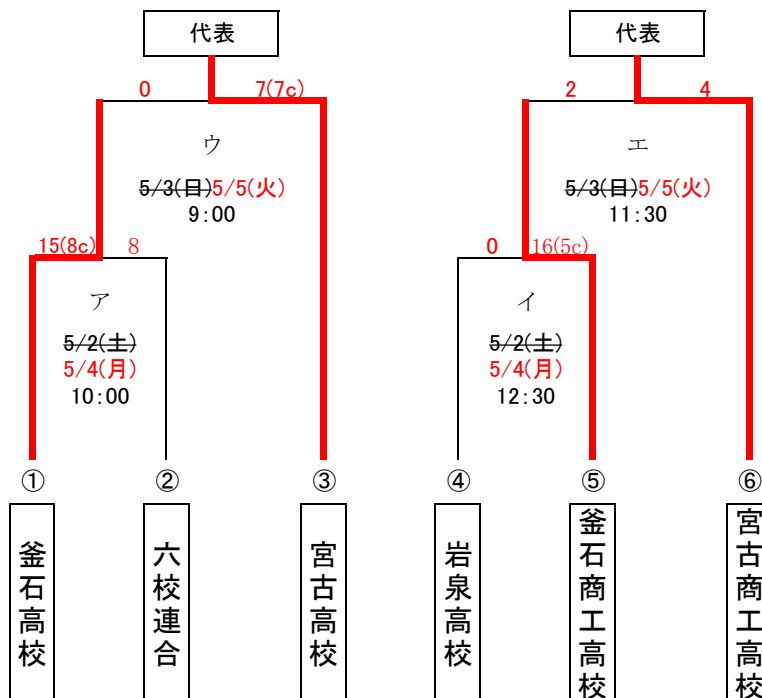 代表
代表
0 7(7c)
2 4
ウ
エ
5/3(日)5/5(火)
9:00
5/3(日)5/5(火)
11:30
15(8c) 8
0 16(5c)
ア
イ
5/2(土)
5/4(月)
10:00
5/2(土)
5/4(月)
12:30
① ② ③ ④ ⑤ ⑥
釜石高校
六校連合
宮古高校
岩泉高校
釜石商工高校
宮古商工高校